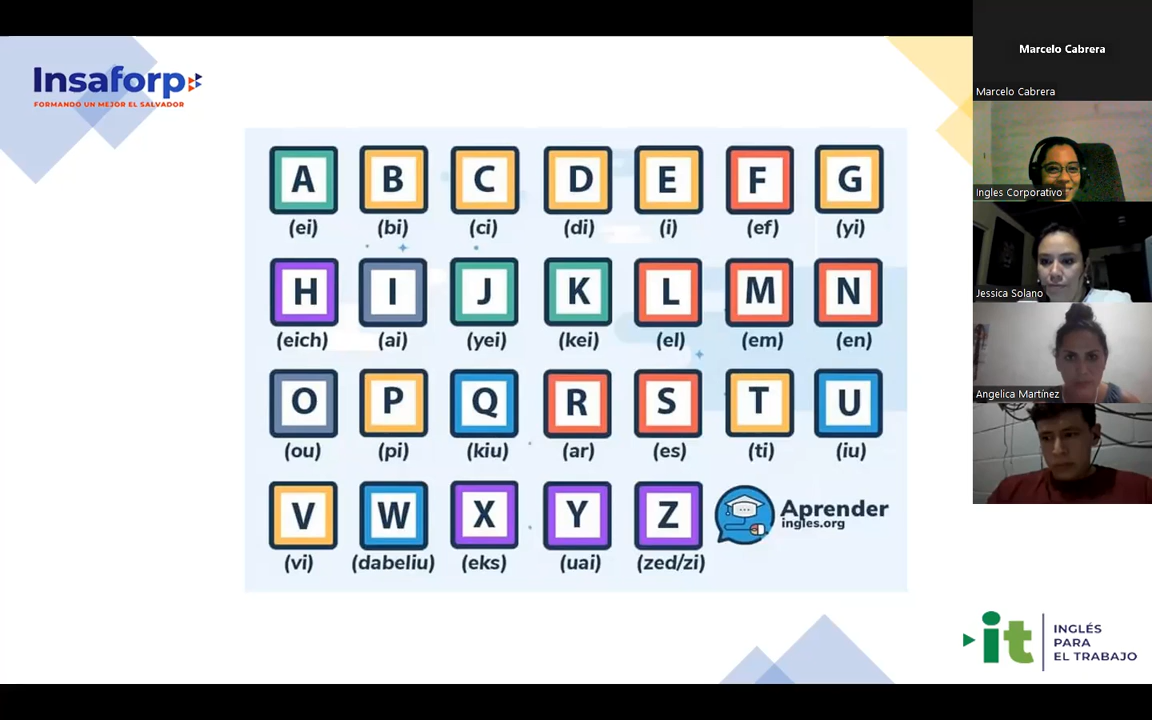 Insaforp
FORMANDO UN MEJOR EL SALVADOR
A B C D E F G
(ei) (bi) (ci) (di) (i) (ef) (yi)
H I J K L M N
(eich) (ai) (yei) (kei) (el) (em) (en)
O P Q R S T U
(ou) (pi) (kiu) (ar) (es) (ti) (iu)
V W X Y Z
(vi) (dabeliu) (eks) (uai) (zed/zi)
Aprender
ingles.org
it
INGLÉS
PARA
EL TRABAJO
Marcelo Cabrera
Marcelo Cabrera
Ingles Corporativo
Jessica Solano
Angelica Martínez